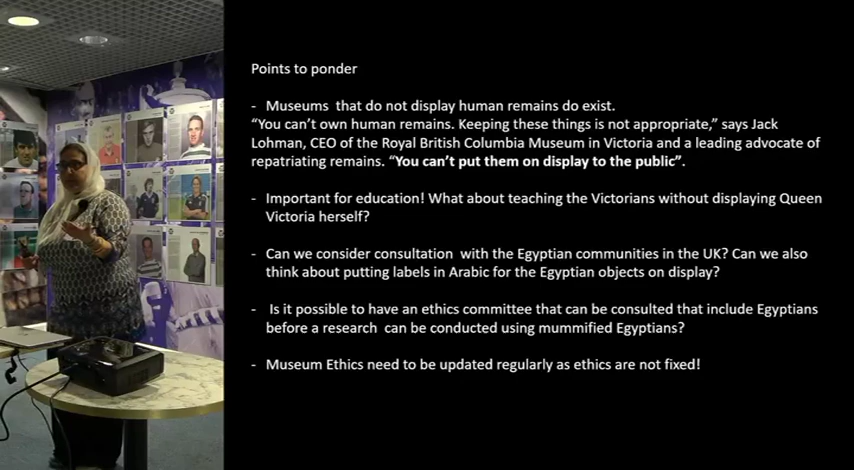 Points to ponder
- Museums that do not display human remains do exist.
“You can’t own human remains. Keeping these things is not appropriate,” says Jack
Lohman, CEO of the Royal British Columbia Museum in Victoria and a leading advocate of
repatriating remains. “You can’t put them on display to the public”.
- Important for education! What about teaching the Victorians without displaying Queen
Victoria herself?
- Can we consider consultation with the Egyptian communities in the UK? Can we also
think about putting labels in Arabic for the Egyptian objects on display?
- Is it possible to have an ethics committee that can be consulted that include Egyptians
before a research can be conducted using mummified Egyptians?
- Museum Ethics need to be updated regularly as ethics are not fixed!